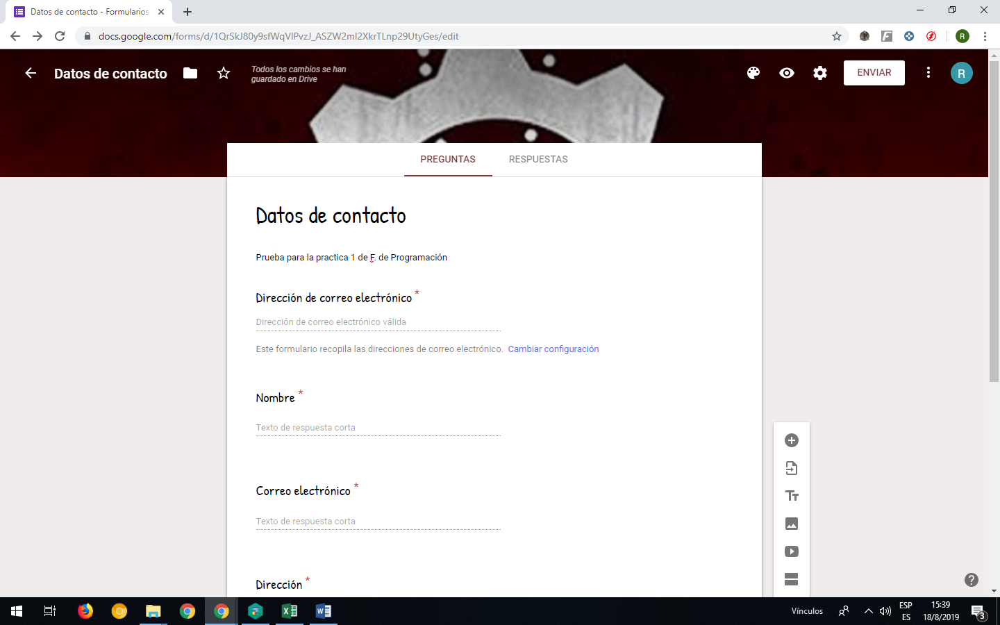 Datos de contacto - Formularios
docs.google.com/forms/d/1QrSkJ80y9sfWqVlPvzJ_ASZW2ml2XkrTLnp29UtyGes/edit
R
Datos de contacto
Todos los cambios se han
guardado en Drive
ENVIAR
R
PREGUNTAS RESPUESTAS
Datos de contacto
Prueba para la practica 1 de F. de Programación
Dirección de correo electrónico *
Dirección de correo electrónico válida
Este formulario recopila las direcciones de correo electrónico. Cambiar configuración
Nombre *
Texto de respuesta corta
Correo electrónico *
Texto de respuesta corta
Dirección *
Vínculos
ESP
ES
15:39
18/8/2019
3